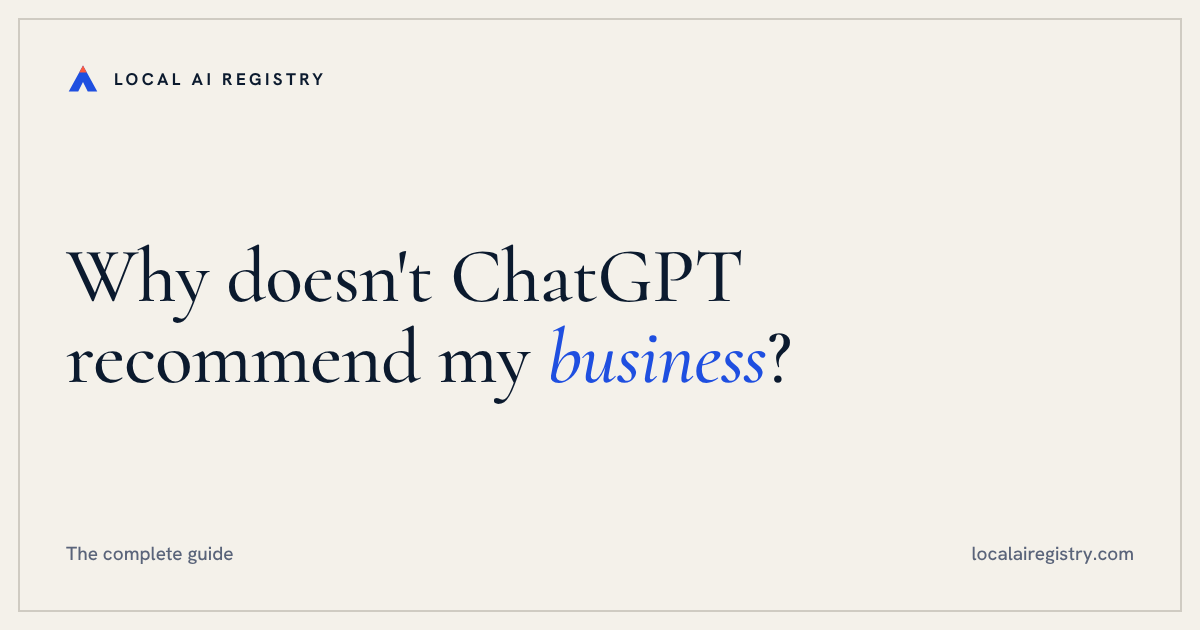 LOCAL AI REGISTRY
Why doesn't ChatGPT
recommend my business?
The complete guide
localairegistry.com